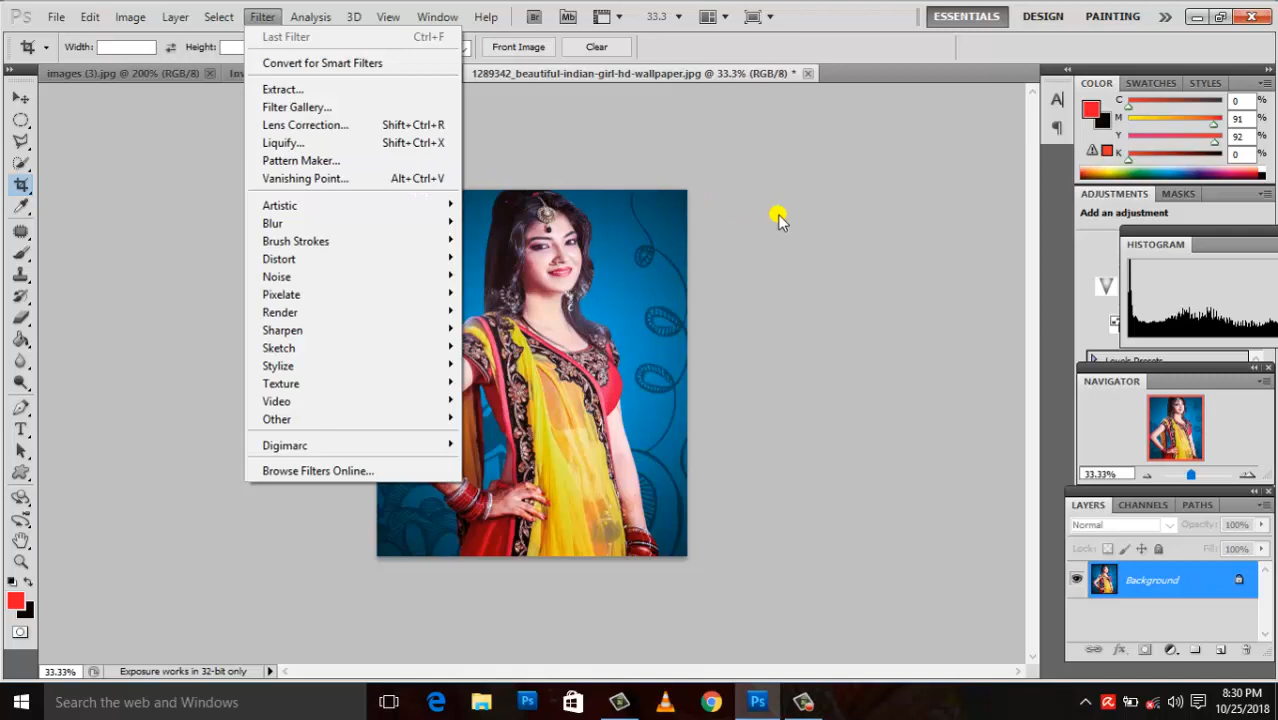 Ps File Edit Image Layer Select Filter Analysis 3D View Window Help Br Mb 33.3 ESSENTIALS DESIGN PAINTING
Width: Height: Front Image Clear
images (3).jpg @ 200% (RGB/8) 1289342_beautiful-indian-girl-hd-wallpaper.jpg @ 33.3% (RGB/8) *
Last Filter Ctrl+F
Convert for Smart Filters
Extract...
Filter Gallery...
Lens Correction... Shift+Ctrl+R
Liquify... Shift+Ctrl+X
Pattern Maker...
Vanishing Point... Alt+Ctrl+V
Artistic
Blur
Brush Strokes
Distort
Noise
Pixelate
Render
Sharpen
Sketch
Stylize
Texture
Video
Other
Digimarc
Browse Filters Online...
COLOR SWATCHES STYLES
C 0 %
M 91 %
Y 92 %
K 0 %
ADJUSTMENTS MASKS
Add an adjustment
HISTOGRAM
Levels Presets
NAVIGATOR
33.33%
LAYERS CHANNELS PATHS
Normal Opacity: 100%
Lock: Fill: 100%
Background
33.33% Exposure works in 32-bit only
Search the web and Windows
Ps
Ps
8:30 PM
10/25/2018